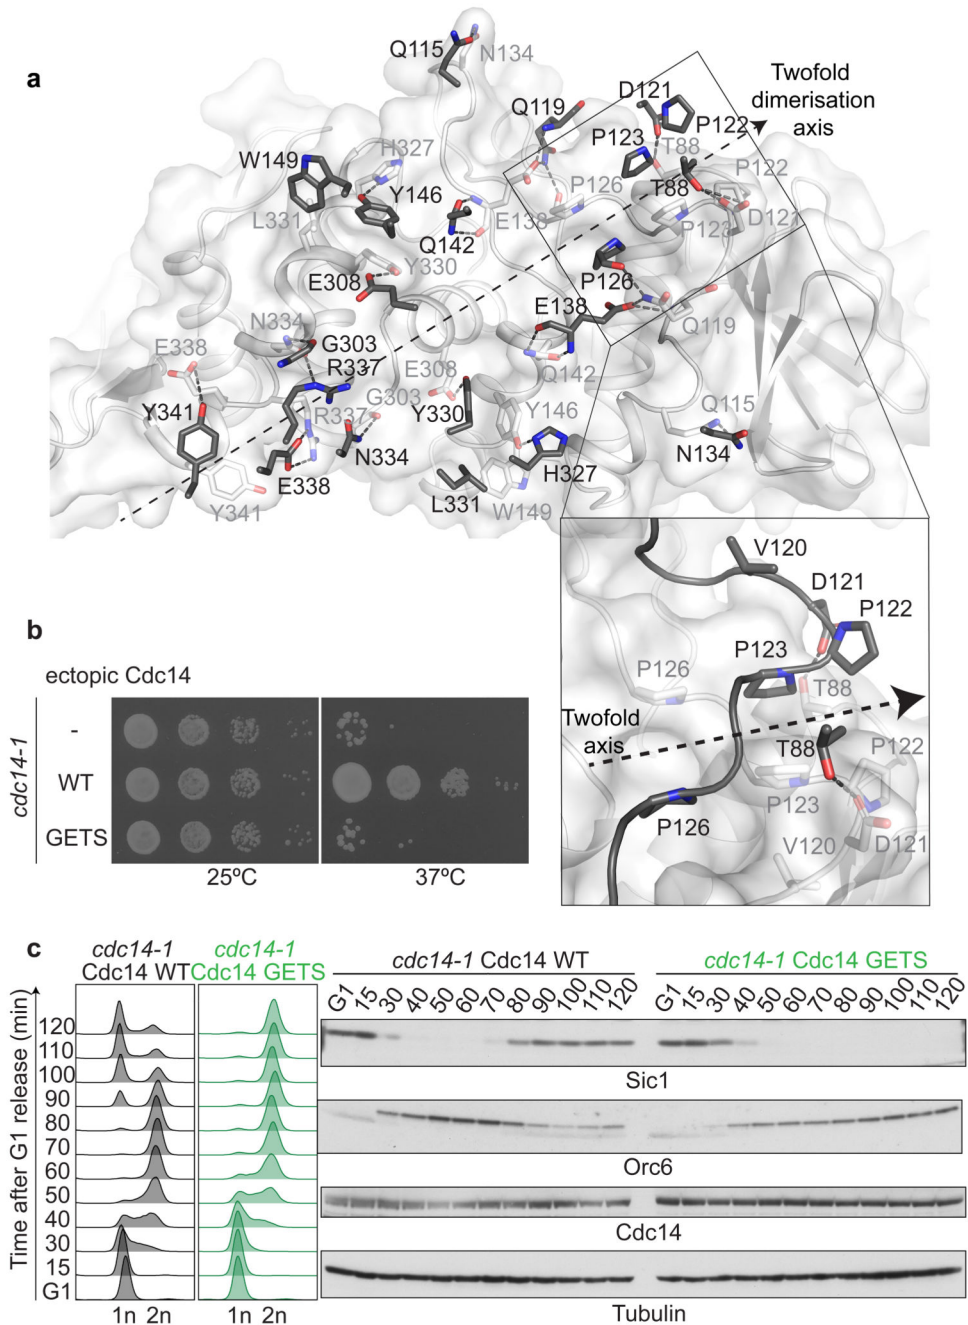 a
Q115
N134
Q119
D121
P122
Twofold
dimerisation
axis
P123
T88
W149
H327
Y146
P126
T88
P122
L331
E138
P123
D121
Q142
Y330
P126
E308
E138
N334
G303
Q119
E338
R337
E308
Q142
Y341
R337
G303
Y330
Y146
Q115
N334
N134
E338
H327
Y341
L331
W149
V120
D121
P122
P123
P126
T88
Twofold
axis
T88
P122
P123
P126
V120
D121
b
ectopic Cdc14
cdc14-1
-
WT
GETS
25ºC
37ºC
c
cdc14-1
Cdc14 WT
cdc14-1
Cdc14 GETS
cdc14-1 Cdc14 WT
cdc14-1 Cdc14 GETS
G1 15 30 40 50 60 70 80 90 100 110 120
G1 15 30 40 50 60 70 80 90 100 110 120
Time after G1 release (min)
120
110
100
90
80
70
60
50
40
30
15
G1
1n 2n
1n 2n
Sic1
Orc6
Cdc14
Tubulin